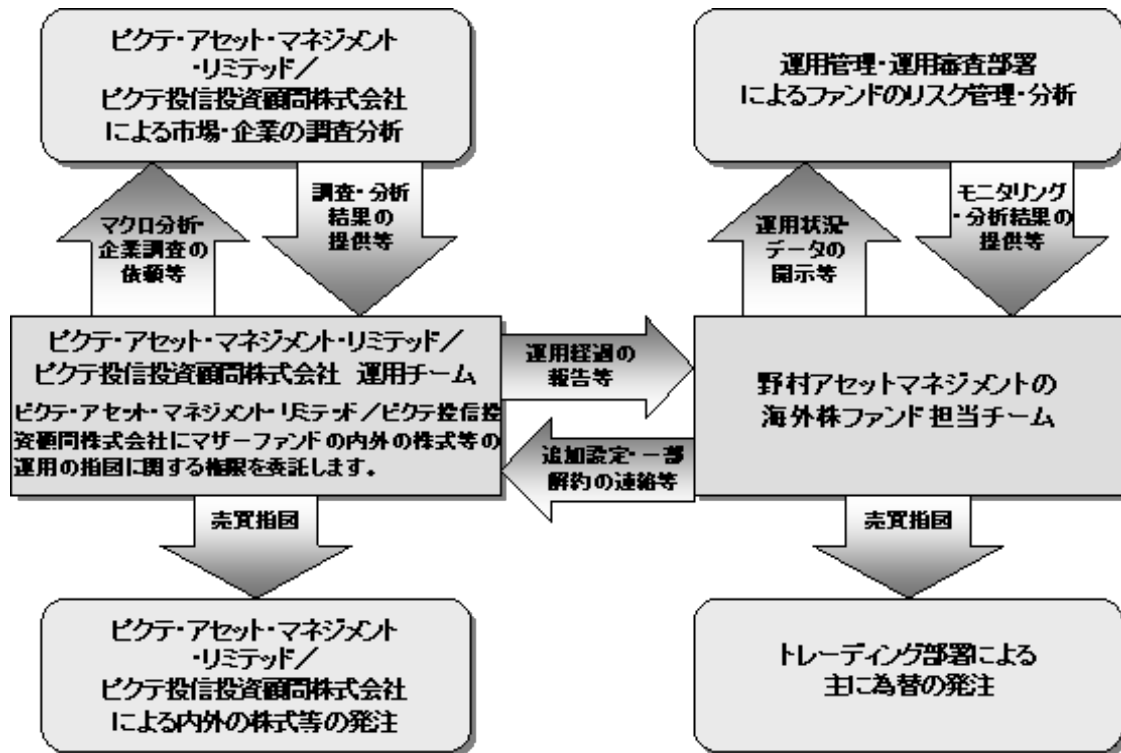 ピクテ・アセット・マネジメント
・リミテッド／
ピクテ投信投資顧問株式会社
による市場・企業の調査分析
運用管理・運用審査部署
によるファンドのリスク管理・分析
マクロ分析・
企業調査の
依頼等
調査・分析
結果の
提供等
運用状況・
データの
開示等
モニタリング
・分析結果の
提供等
ピクテ・アセット・マネジメント・リミテッド／
ピクテ投信投資顧問株式会社 運用チーム
ピクテ・アセット・マネジメント・リミテッド／ピクテ投信投
資顧問株式会社にマザーファンドの内外の株式等の
運用の指図に関する権限を委託します。
運用経過の
報告等
追加設定・一部
解約の連絡等
野村アセットマネジメントの
海外株ファンド担当チーム
売買指図
売買指図
ピクテ・アセット・マネジメント
・リミテッド／
ピクテ投信投資顧問株式会社
による内外の株式等の発注
トレーディング部署による
主に為替の発注